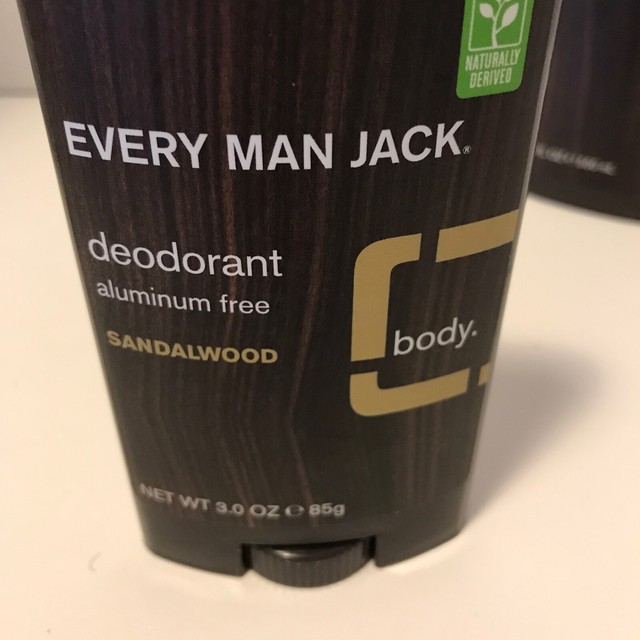 NATURALLY
DERIVED
EVERY MAN JACK®
deodorant
aluminum free
SANDALWOOD
body.
NET WT 3.0 OZ ℮ 85g